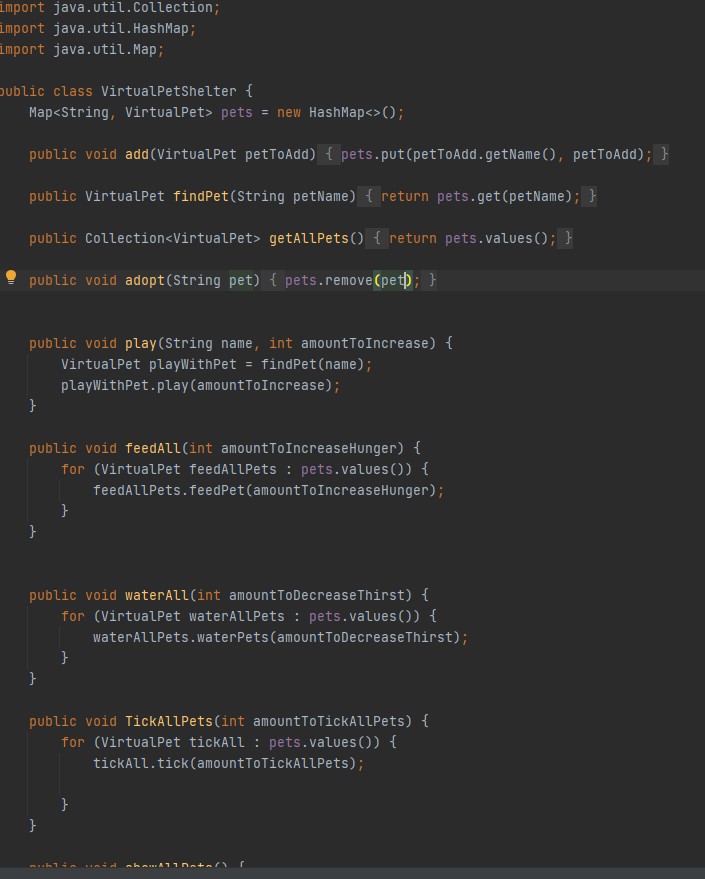 import java.util.Collection;
import java.util.HashMap;
import java.util.Map;
public class VirtualPetShelter {
Map<String, VirtualPet> pets = new HashMap<>();
public void add(VirtualPet petToAdd) { pets.put(petToAdd.getName(), petToAdd); }
public VirtualPet findPet(String petName) { return pets.get(petName); }
public Collection<VirtualPet> getAllPets() { return pets.values(); }
public void adopt(String pet) { pets.remove(pet); }
public void play(String name, int amountToIncrease) {
VirtualPet playWithPet = findPet(name);
playWithPet.play(amountToIncrease);
}
public void feedAll(int amountToIncreaseHunger) {
for (VirtualPet feedAllPets : pets.values()) {
feedAllPets.feedPet(amountToIncreaseHunger);
}
}
public void waterAll(int amountToDecreaseThirst) {
for (VirtualPet waterAllPets : pets.values()) {
waterAllPets.waterPets(amountToDecreaseThirst);
}
}
public void TickAllPets(int amountToTickAllPets) {
for (VirtualPet tickAll : pets.values()) {
tickAll.tick(amountToTickAllPets);
}
}
public void showAllPets() {